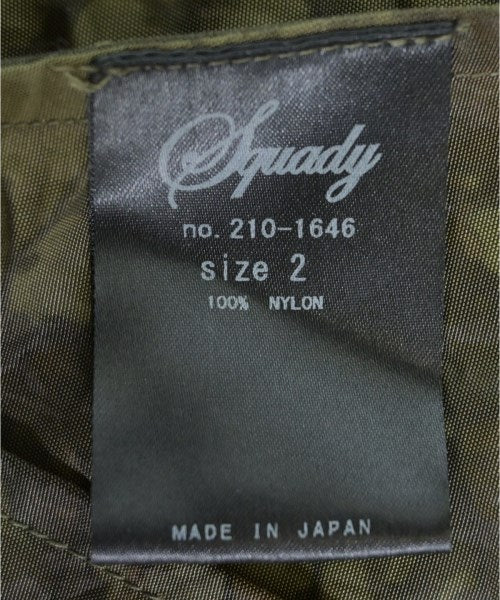 Squady
no. 210-1646
size 2
100% NYLON
MADE IN JAPAN